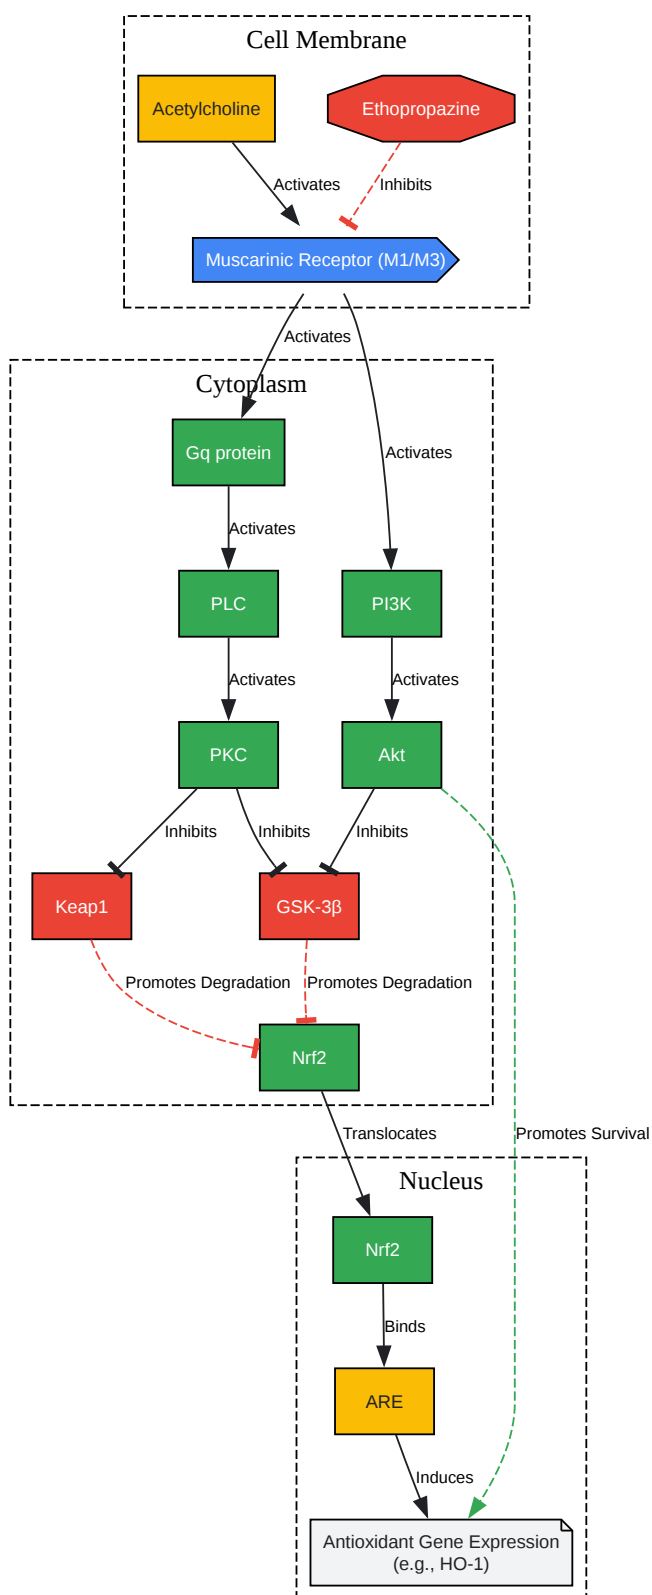 Cell Membrane
Acetylcholine
Ethopropazine
Activates
Inhibits
Muscarinic Receptor (M1/M3)
Activates
Cytoplasm
Gq protein
Activates
Activates
PLC
PI3K
Activates
Activates
PKC
Akt
Inhibits
Inhibits
Inhibits
Keap1
GSK-3β
Promotes Degradation
Promotes Degradation
Nrf2
Translocates
Promotes Survival
Nucleus
Nrf2
Binds
ARE
Induces
Antioxidant Gene Expression
(e.g., HO-1)